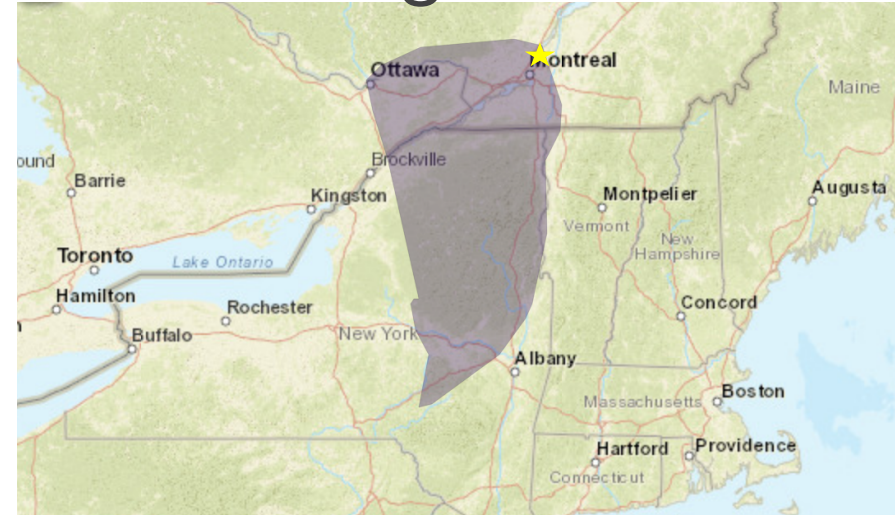 Ottawa
ontreal
Maine
Brockville
ound
Barrie
Kingston
Montpelier
Augusta
Vermont
New
Hampshire
Toronto
Lake Ontario
Hamilton
Rochester
Concord
Buffalo
New York
Albany
Boston
Massachusetts
Hartford
Providence
Connecticut